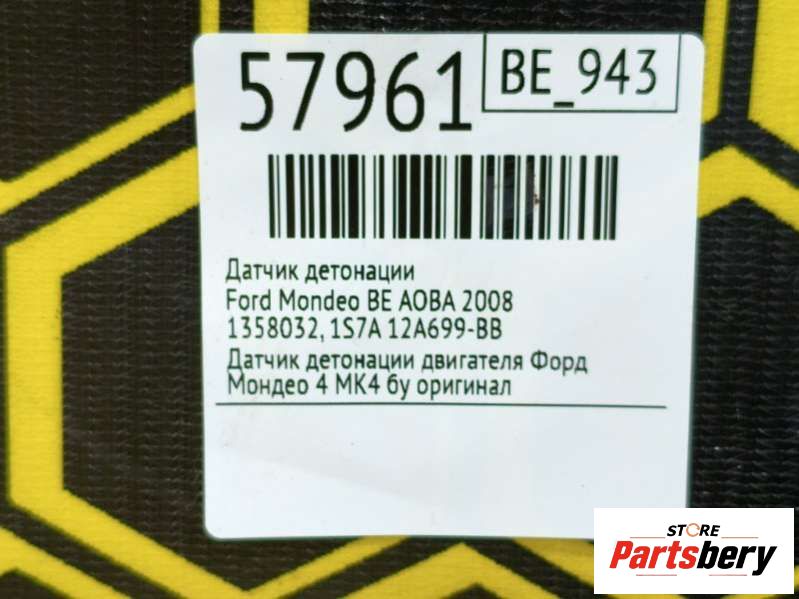 57961
BE_943
Датчик детонации
Ford Mondeo BE AOBA 2008
1358032, 1S7A 12A699-BB
Датчик детонации двигателя Форд
Мондео 4 МК4 бу оригинал
STORE
Partsbery